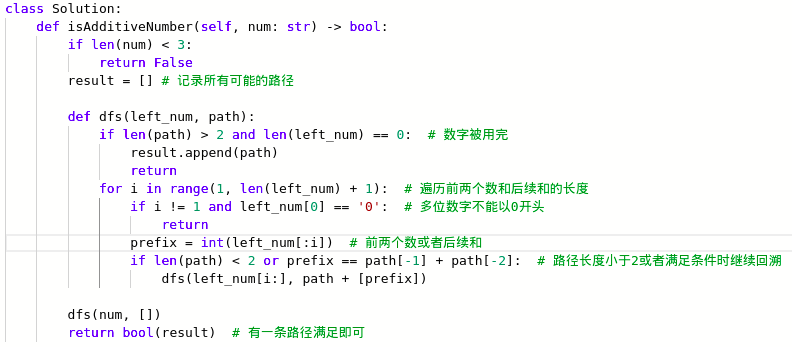 class Solution:
    def isAdditiveNumber(self, num: str) -> bool:
        if len(num) < 3:
            return False
        result = [] # 记录所有可能的路径

        def dfs(left_num, path):
            if len(path) > 2 and len(left_num) == 0:  # 数字被用完
                result.append(path)
                return
            for i in range(1, len(left_num) + 1):  # 遍历前两个数和后续和的长度
                if i != 1 and left_num[0] == '0':  # 多位数字不能以0开头
                    return
                prefix = int(left_num[:i])  # 前两个数或者后续和
                if len(path) < 2 or prefix == path[-1] + path[-2]:  # 路径长度小于2或者满足条件时继续回溯
                    dfs(left_num[i:], path + [prefix])

        dfs(num, [])
        return bool(result)  # 有一条路径满足即可